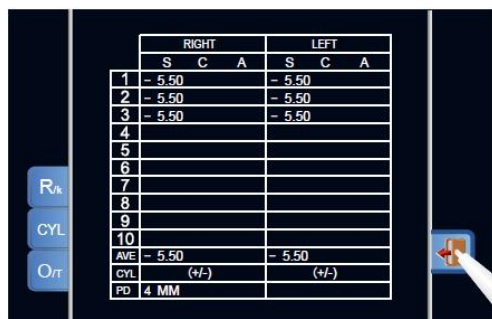 RIGHT LEFT
S C A S C A
1 - 5.50 - 5.50
2 - 5.50 - 5.50
3 - 5.50 - 5.50
4
5
6
7
8
9
10
AVE - 5.50 - 5.50
CYL (+/-) (+/-)
PD 4 MM
R/k
CYL
O/T